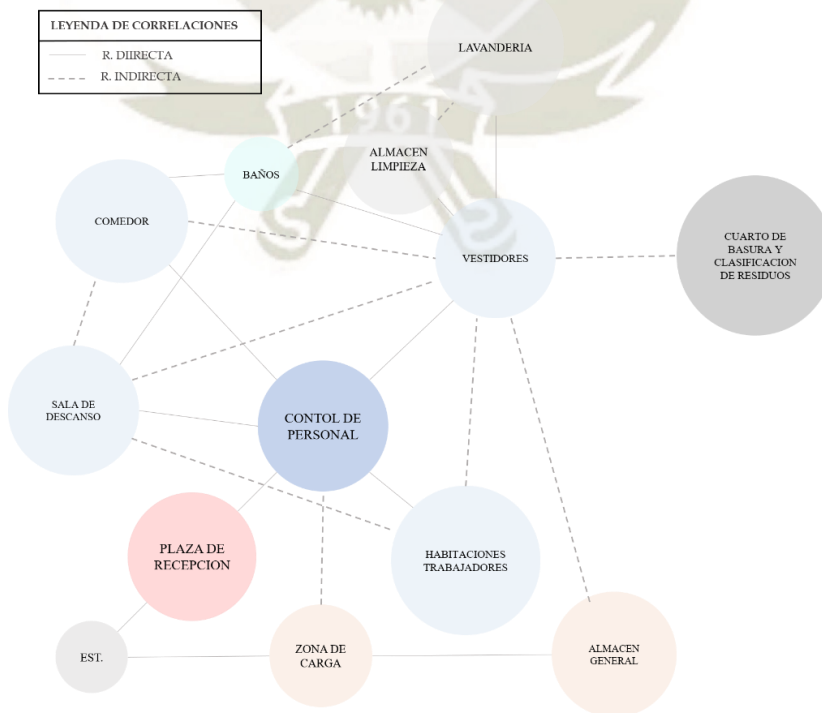 LEYENDA DE CORRELACIONES
R. DIIRECTA
R. INDIRECTA
LAVANDERIA
1961
ALMACEN
LIMPIEZA
BAÑOS
COMEDOR
VESTIDORES
CUARTO DE
BASURA Y
CLASIFICACION
DE RESIDUOS
SALA DE
DESCANSO
CONTOL DE
PERSONAL
PLAZA DE
RECEPCION
HABITACIONES
TRABAJADORES
EST.
ZONA DE
CARGA
ALMACEN
GENERAL